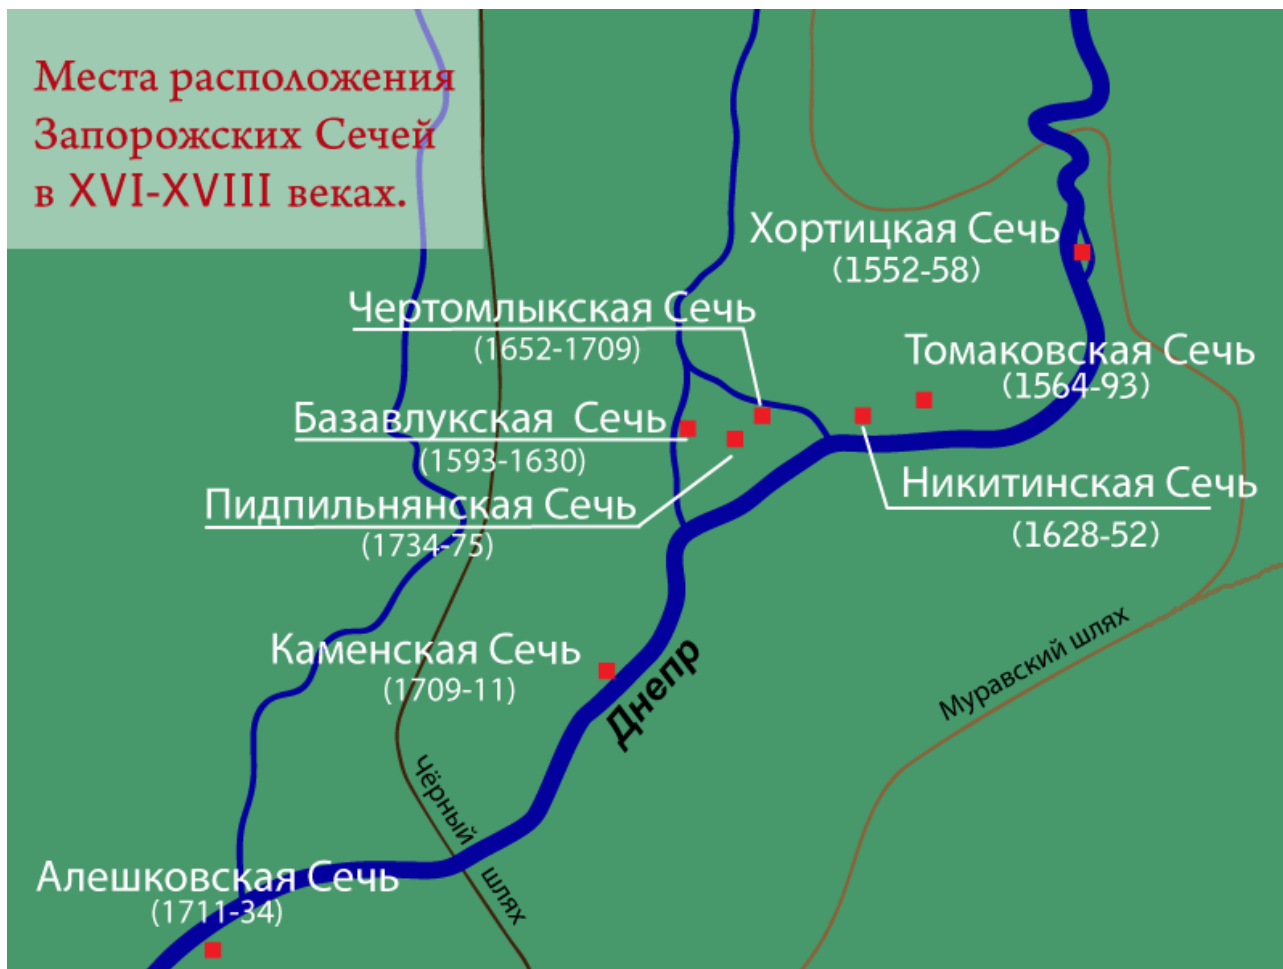 Места расположения
Запорожских Сечей
в XVI-XVIII веках.
Хортицкая Сечь
(1552-58)
Чертомлыкская Сечь
(1652-1709)
Томаковская Сечь
(1564-93)
Базавлукская Сечь
(1593-1630)
Никитинская Сечь
(1628-52)
Пидпильнянская Сечь
(1734-75)
Каменская Сечь
(1709-11)
Днепр
Муравский шлях
Чёрный шлях
Алешковская Сечь
(1711-34)